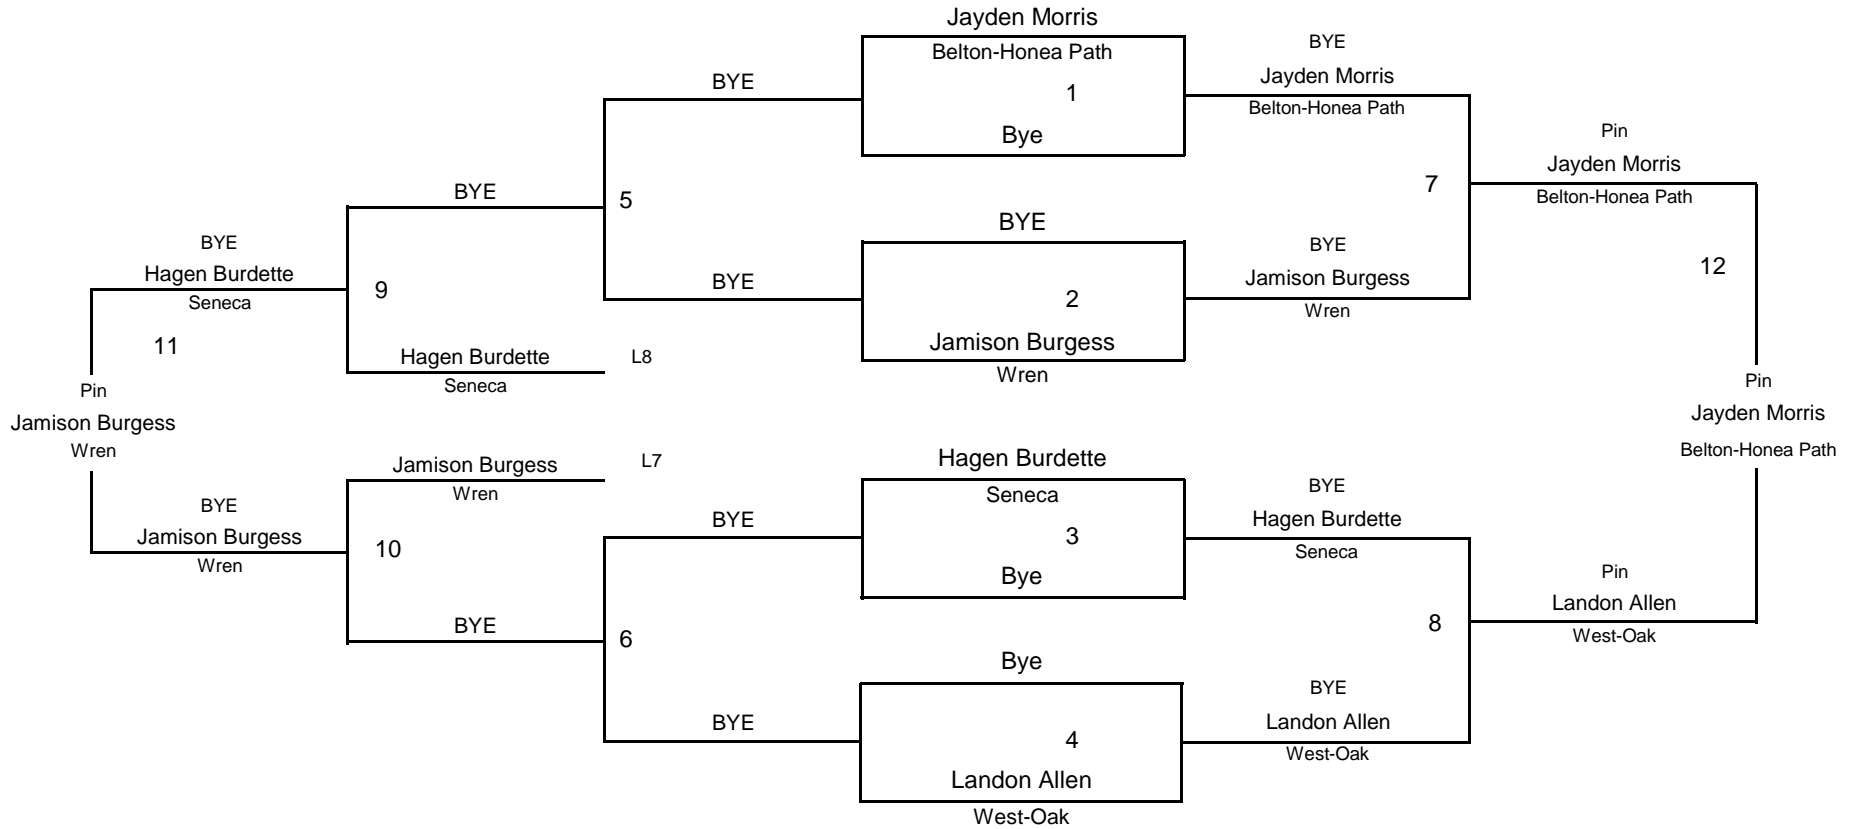 Jayden Morris
Belton-Honea Path
1
Bye
BYE
Jayden Morris
Belton-Honea Path
BYE
5
BYE
BYE
2
Jamison Burgess
Wren
BYE
Jamison Burgess
Wren
7
Pin
Jayden Morris
Belton-Honea Path
12
BYE
BYE
Hagen Burdette
Seneca
9
11
Hagen Burdette
L8
Seneca
Pin
Jamison Burgess
Wren
Pin
Jayden Morris
Belton-Honea Path
Jamison Burgess
L7
Wren
BYE
Jamison Burgess
Wren
10
BYE
BYE
6
BYE
Hagen Burdette
Seneca
3
Bye
BYE
Hagen Burdette
Seneca
Bye
4
Landon Allen
West-Oak
BYE
Landon Allen
West-Oak
8
Pin
Landon Allen
West-Oak